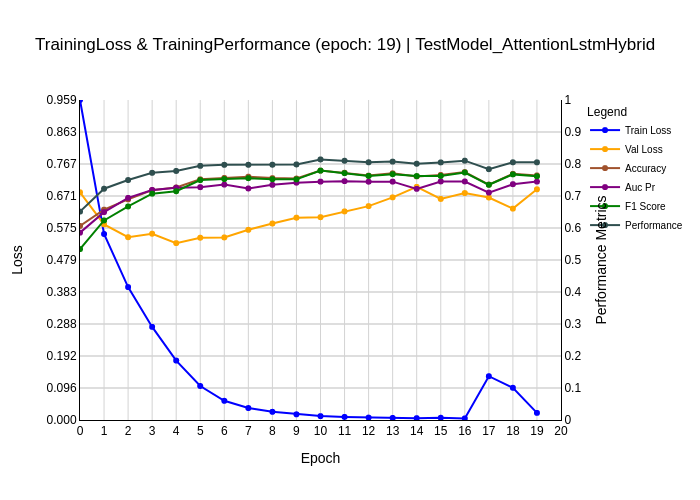 TrainingLoss & TrainingPerformance (epoch: 19) | TestModel_AttentionLstmHybrid
0.959
0.863
0.767
0.671
0.575
0.479
0.383
0.288
0.192
0.096
0.000
Loss
0 1 2 3 4 5 6 7 8 9 10 11 12 13 14 15 16 17 18 19 20
Epoch
1
0.9
0.8
0.7
0.6
0.5
0.4
0.3
0.2
0.1
0
Performance Metrics
Legend
Train Loss
Val Loss
Accuracy
Auc Pr
F1 Score
Performance